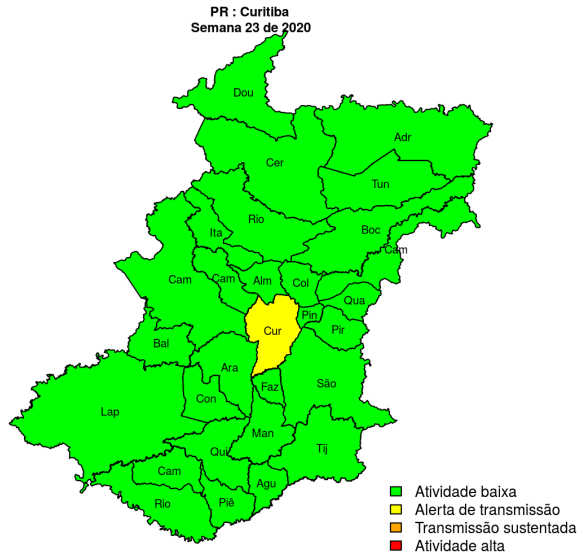 PR : Curitiba
Semana 23 de 2020
Dou
Adr
Cer
Tun
Rio
Ita
Boc
Cam
Cam
Cam
Alm
Col
Qua
Pin
Cur
Pir
Bal
Ara
Faz
São
Con
Lap
Man
Tij
Qui
Cam
Agu
Rio
Piê
Atividade baixa
Alerta de transmissão
Transmissão sustentada
Atividade alta